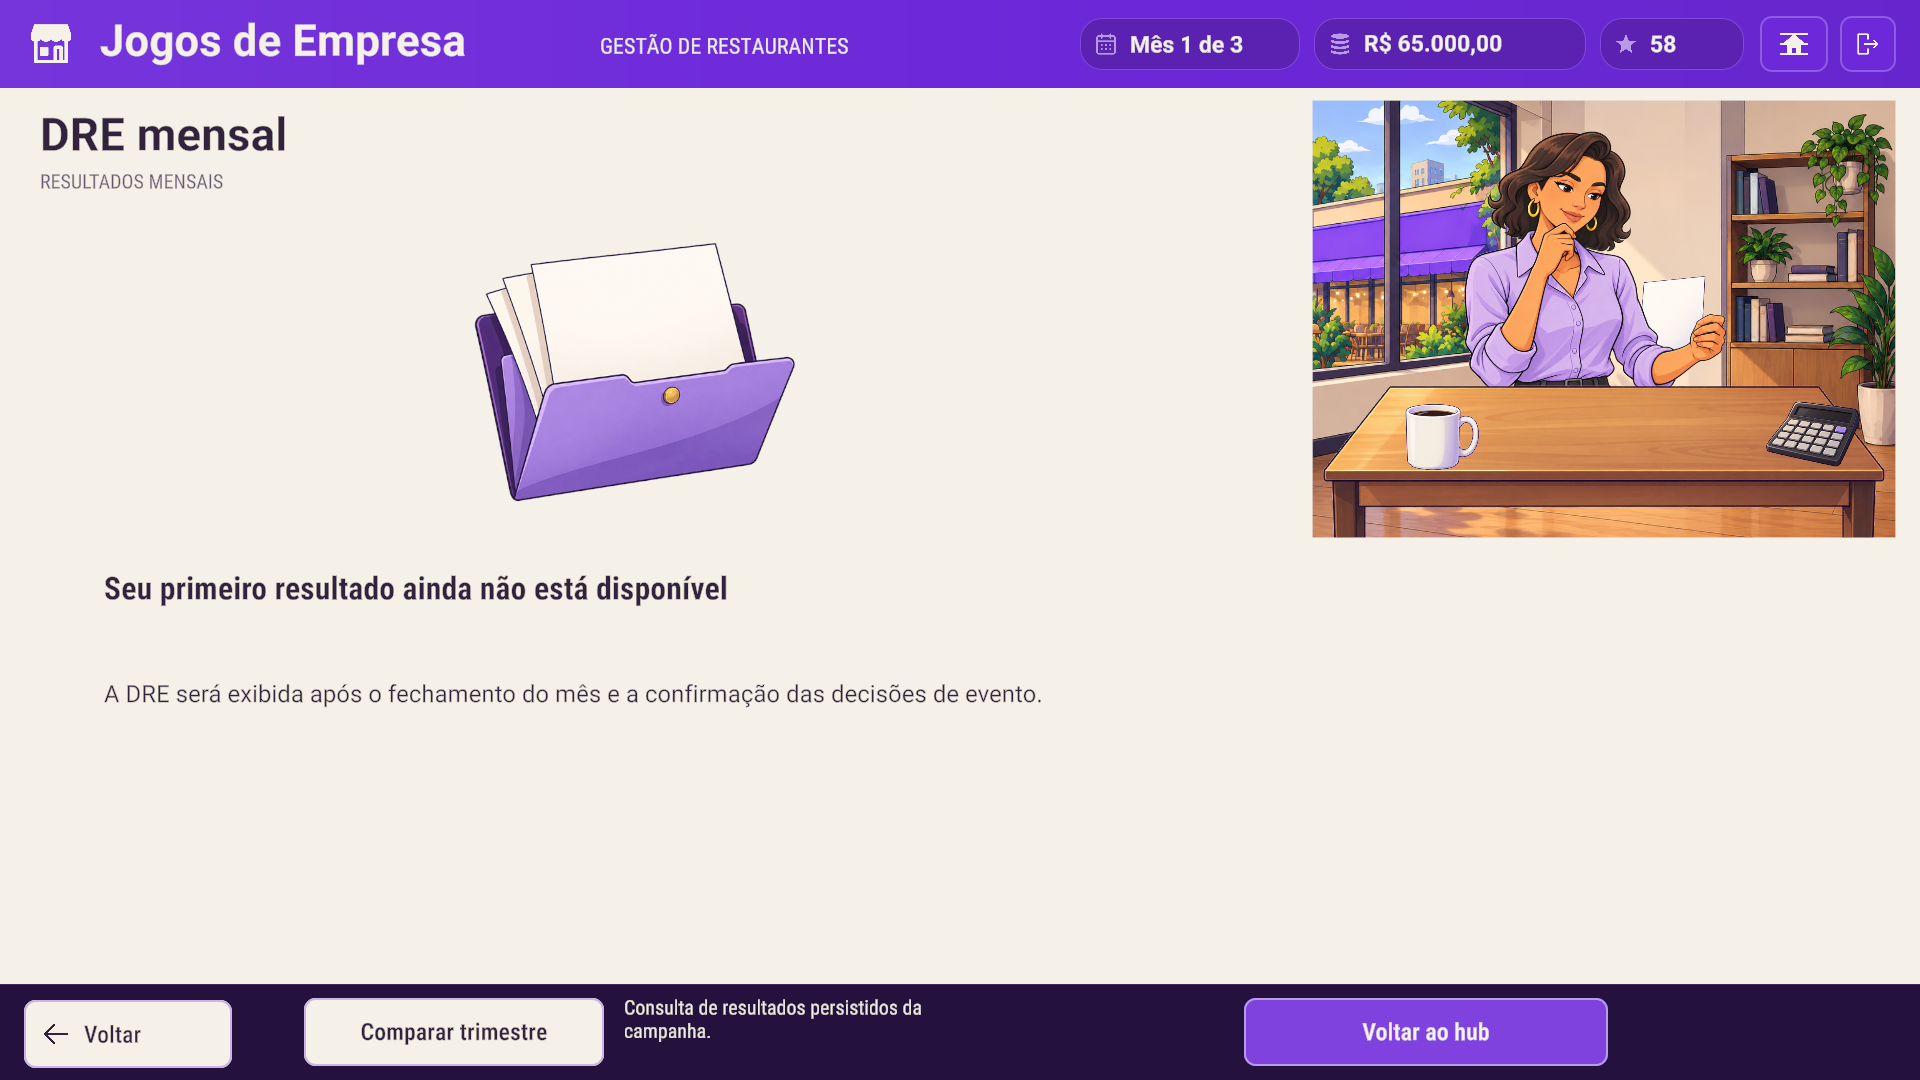 Jogos de Empresa
GESTÃO DE RESTAURANTES
Mês 1 de 3
R$ 65.000,00
58
DRE mensal
RESULTADOS MENSAIS
Seu primeiro resultado ainda não está disponível
A DRE será exibida após o fechamento do mês e a confirmação das decisões de evento.
Voltar
Comparar trimestre
Consulta de resultados persistidos da
campanha.
Voltar ao hub